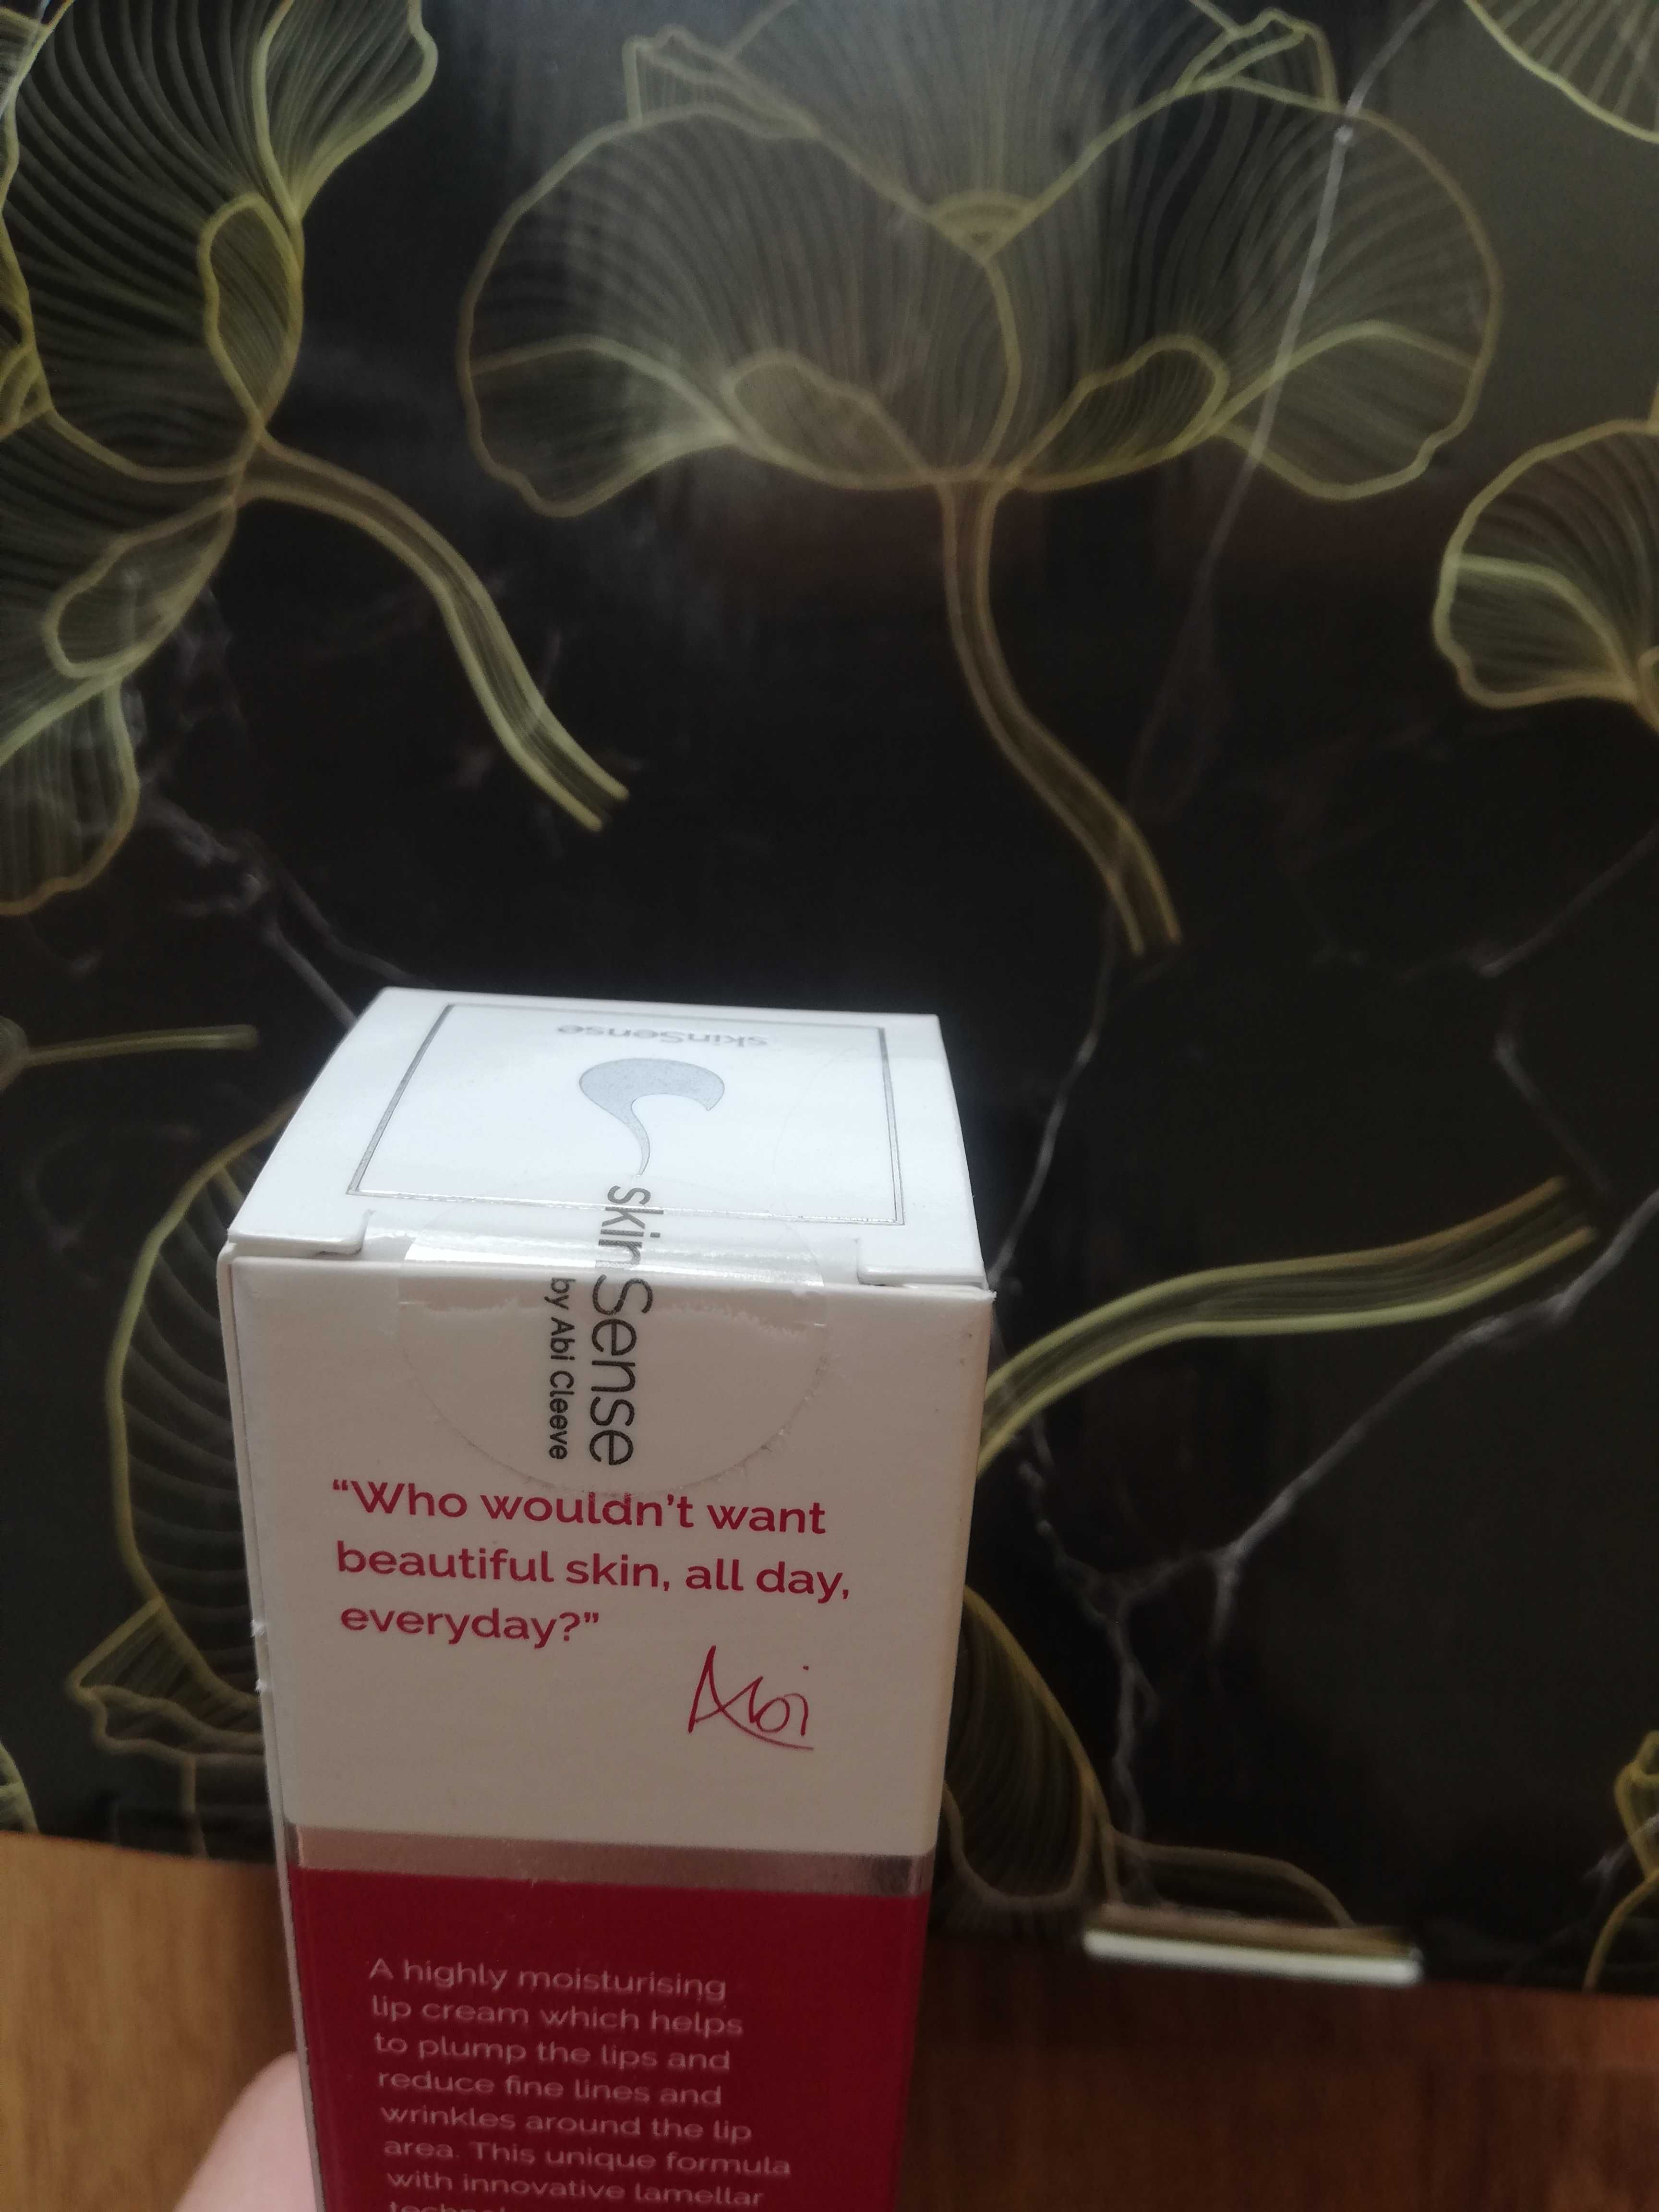 skinSense
skinSense
by Abi Cleeve
“Who wouldn’t want
beautiful skin, all day,
everyday?”
Abi
A highly moisturising
lip cream which helps
to plump the lips and
reduce fine lines and
wrinkles around the lip
area. This unique formula
with innovative lamellar